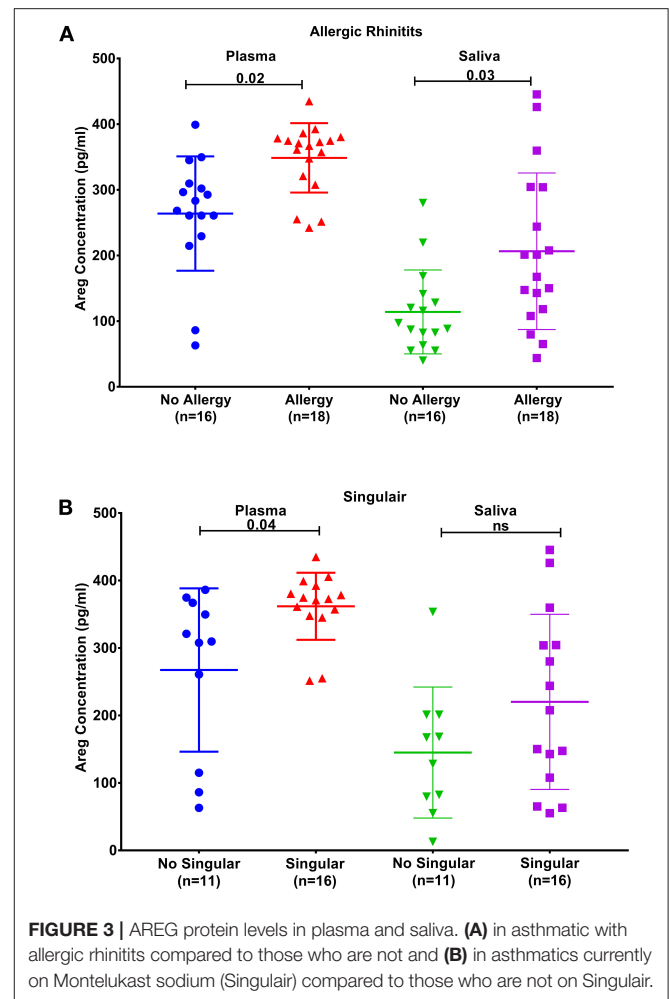 A
Allergic Rhinitits
Plasma
Saliva
0.02
0.03
Areg Concentration (pg/ml)
500
400
300
200
100
0
No Allergy Allergy No Allergy Allergy
(n=16) (n=18) (n=16) (n=18)
B
Singulair
Plasma
Saliva
0.04
ns
Areg Concentration (pg/ml)
500
400
300
200
100
0
No Singular Singular No Singular Singular
(n=11) (n=16) (n=11) (n=16)
FIGURE 3 | AREG protein levels in plasma and saliva. (A) in asthmatic with
allergic rhinitits compared to those who are not and (B) in asthmatics currently
on Montelukast sodium (Singulair) compared to those who are not on Singulair.